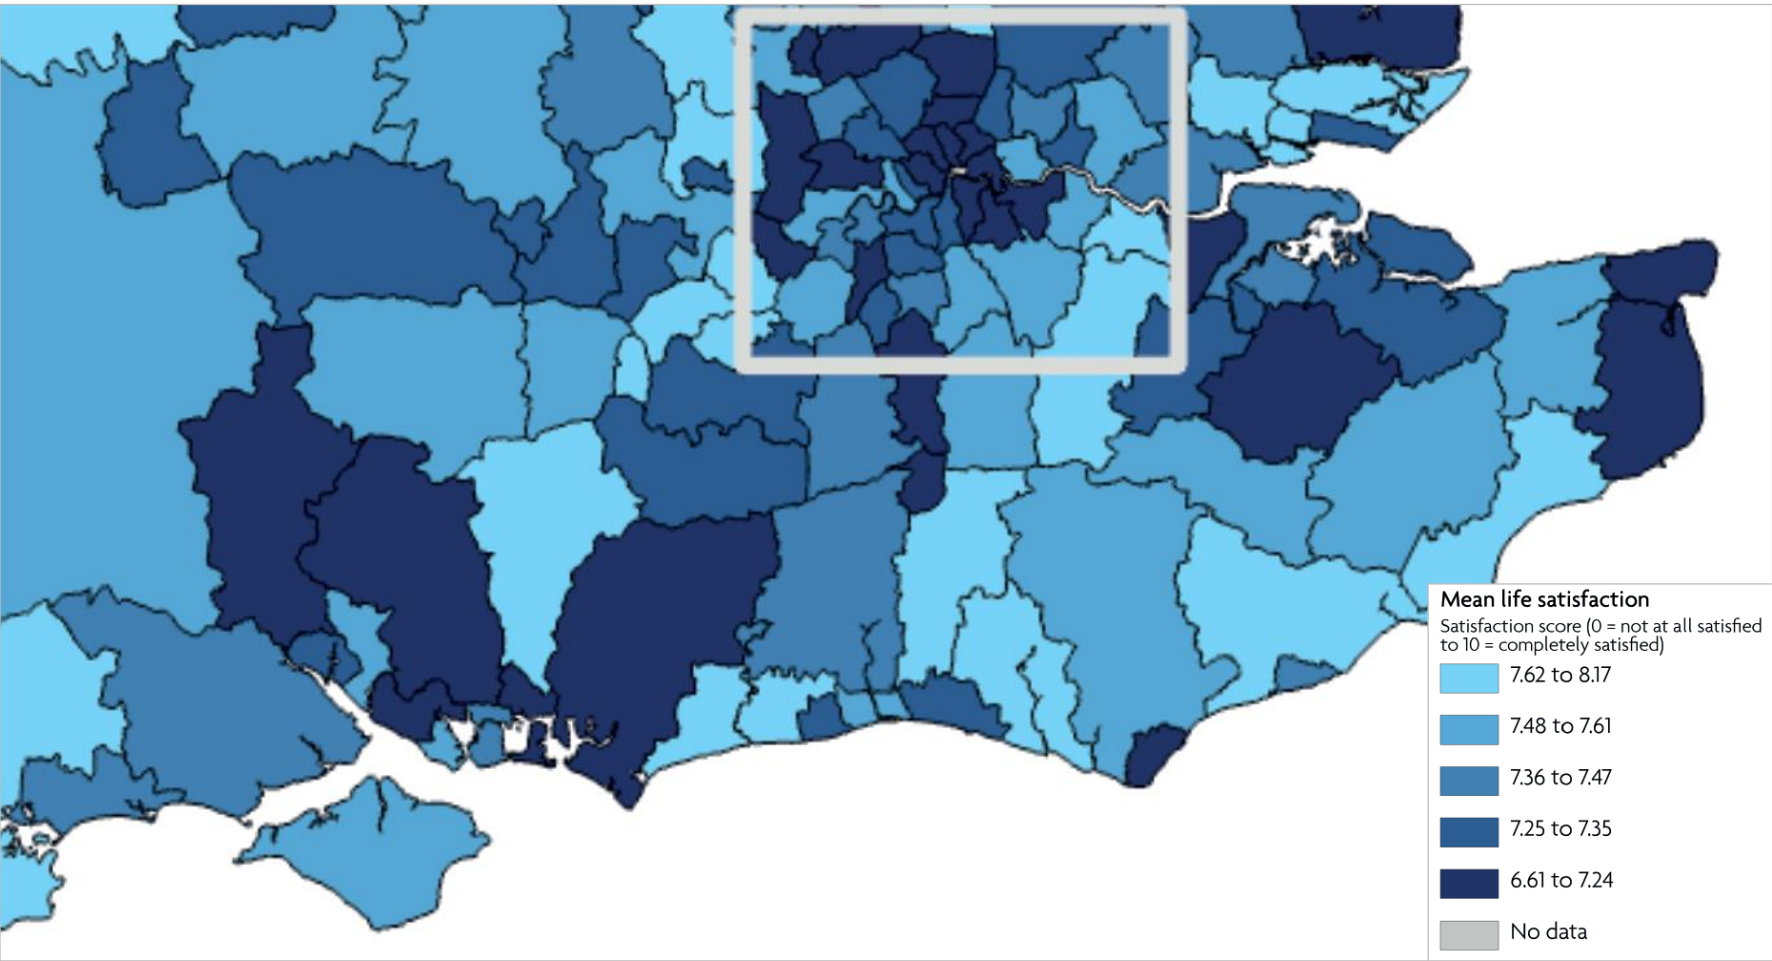 Mean life satisfaction
Satisfaction score (0 = not at all satisfied
to 10 = completely satisfied)
7.62 to 8.17
7.48 to 7.61
7.36 to 7.47
7.25 to 7.35
6.61 to 7.24
No data